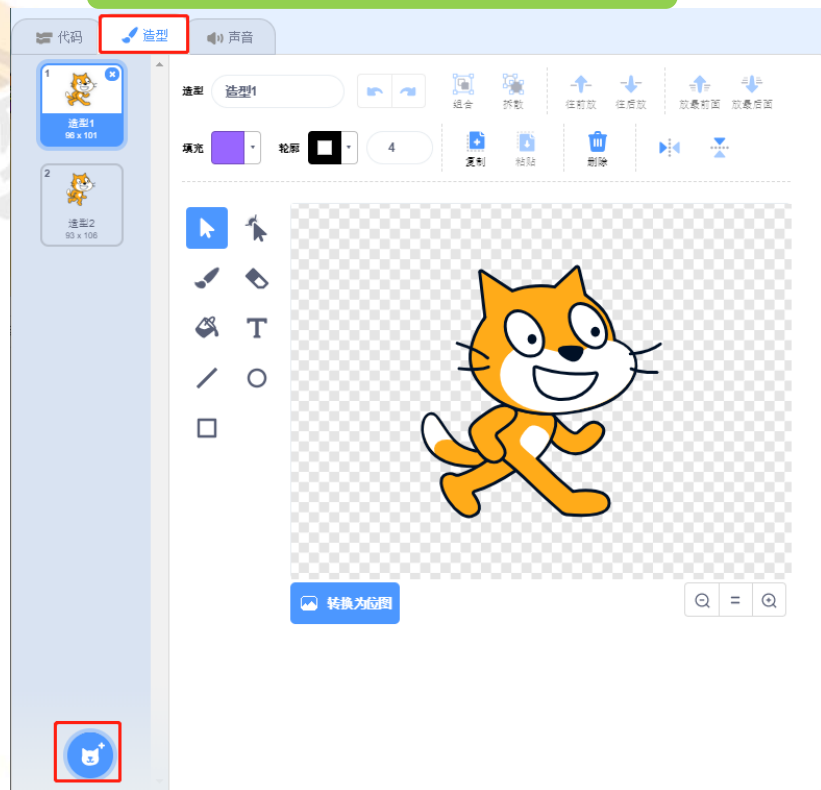 代码 造型 声音
1
造型1
96 x 101
2
造型2
93 x 106
造型 造型1
组合 拆散 往前放 往后放 放最前面 放最后面
填充 轮廓 4
复制 粘贴 删除
T
转换为位图